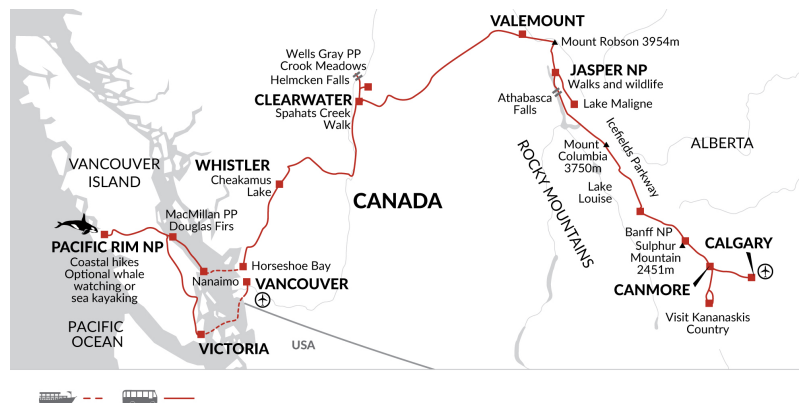 VALEMOUNT
Mount Robson 3954m
Wells Gray PP
Crook Meadows
Helmcken Falls
JASPER NP
Walks and wildlife
CLEARWATER
Spahats Creek
Walk
Athabasca
Falls
Lake Maligne
Icefields Parkway
Mount
Columbia
3750m
ALBERTA
ROCKY MOUNTAINS
Lake
Louise
VANCOUVER
ISLAND
WHISTLER
Cheakamus
Lake
CANADA
MacMillan PP
Douglas Firs
PACIFIC RIM NP
Coastal hikes
Optional whale
watching or
sea kayaking
Banff NP
Sulphur
Mountain
2451m
CALGARY
Horseshoe Bay
Nanaimo
VANCOUVER
CANMORE
Visit Kananaskis
Country
PACIFIC
OCEAN
VICTORIA
USA